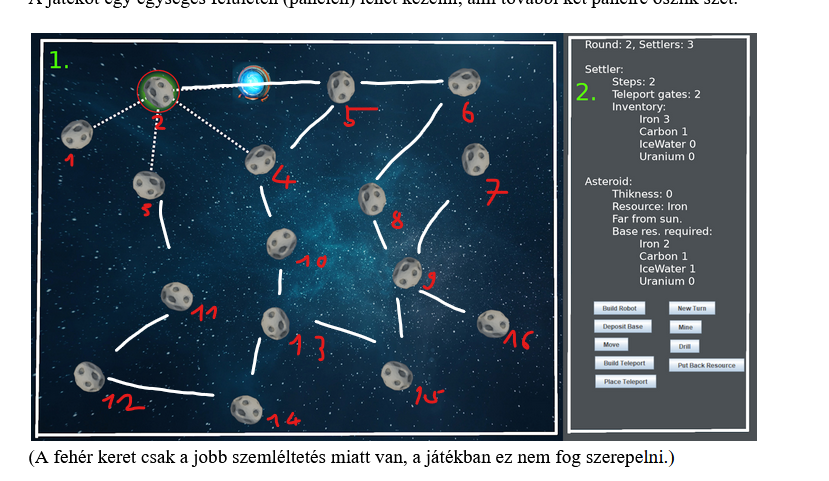 A játékot egy egységes felületen (panelen) lehet kezelni, ami további két panelre oszlik szét.
1.
2
5
6
1
4
7
8
10
9
11
13
16
12
14
15
Round: 2, Settlers: 3
Settler:
Steps: 2
2.
Teleport gates: 2
Inventory:
Iron 3
Carbon 1
IceWater 0
Uranium 0
Asteroid:
Thikness: 0
Resource: Iron
Far from sun.
Base res. required:
Iron 2
Carbon 1
IceWater 1
Uranium 0
Build Robot
New Turn
Deposit Base
Mine
Move
Drill
Build Teleport
Put Back Resource
Place Teleport
(A fehér keret csak a jobb szemléltetés miatt van, a játékban ez nem fog szerepelni.)